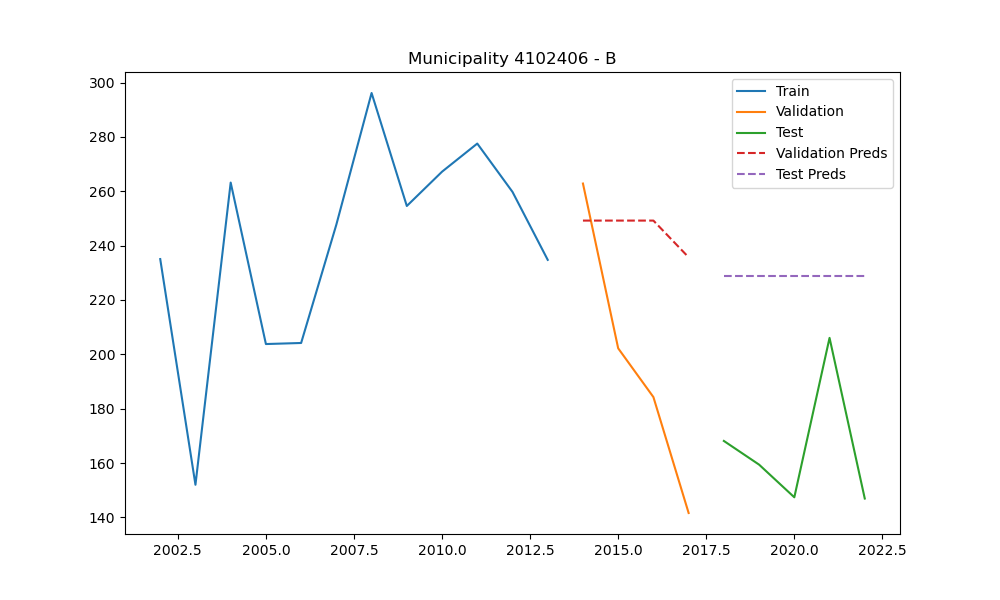 Municipality 4102406 - B
300
280
260
240
220
200
180
160
140
2002.5 2005.0 2007.5 2010.0 2012.5 2015.0 2017.5 2020.0 2022.5
Train
Validation
Test
Validation Preds
Test Preds